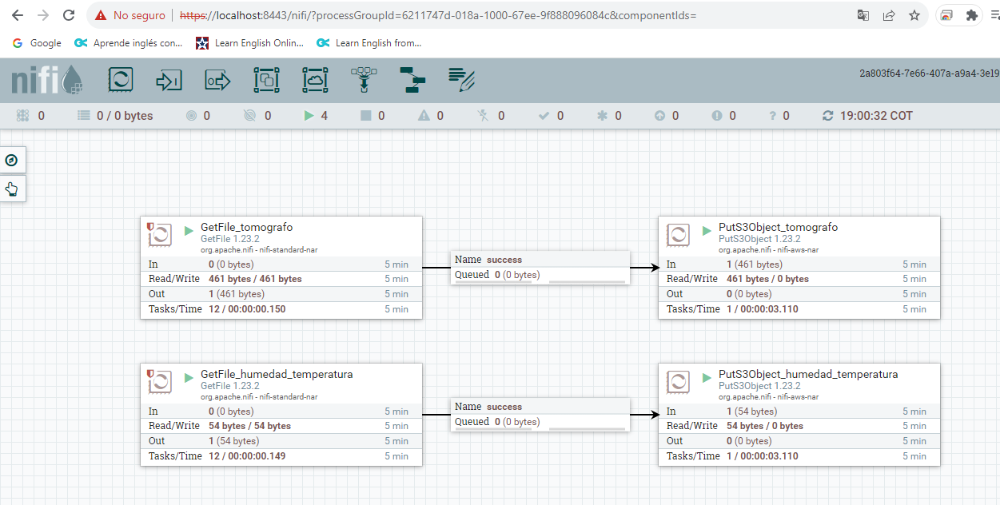 No seguro https://localhost:8443/nifi/?processGroupId=6211747d-018a-1000-67ee-9f888096084c&componentIds=
Google Aprende inglés con... Learn English Onlin... Learn English from...
nifi 2a803f64-7e66-407a-a9a4-3e19
0 0 / 0 bytes 0 0 4 0 0 0 0 0 0 0 ? 0 19:00:32 COT
GetFile_tomografo
GetFile 1.23.2
org.apache.nifi - nifi-standard-nar
In 0 (0 bytes) 5 min
Read/Write 461 bytes / 461 bytes 5 min
Out 1 (461 bytes) 5 min
Tasks/Time 12 / 00:00:00.150 5 min
Name success
Queued 0 (0 bytes)
PutS3Object_tomografo
PutS3Object 1.23.2
org.apache.nifi - nifi-aws-nar
In 1 (461 bytes) 5 min
Read/Write 461 bytes / 0 bytes 5 min
Out 0 (0 bytes) 5 min
Tasks/Time 1 / 00:00:03.110 5 min
GetFile_humedad_temperatura
GetFile 1.23.2
org.apache.nifi - nifi-standard-nar
In 0 (0 bytes) 5 min
Read/Write 54 bytes / 54 bytes 5 min
Out 1 (54 bytes) 5 min
Tasks/Time 12 / 00:00:00.149 5 min
Name success
Queued 0 (0 bytes)
PutS3Object_humedad_temperatura
PutS3Object 1.23.2
org.apache.nifi - nifi-aws-nar
In 1 (54 bytes) 5 min
Read/Write 54 bytes / 0 bytes 5 min
Out 0 (0 bytes) 5 min
Tasks/Time 1 / 00:00:03.110 5 min